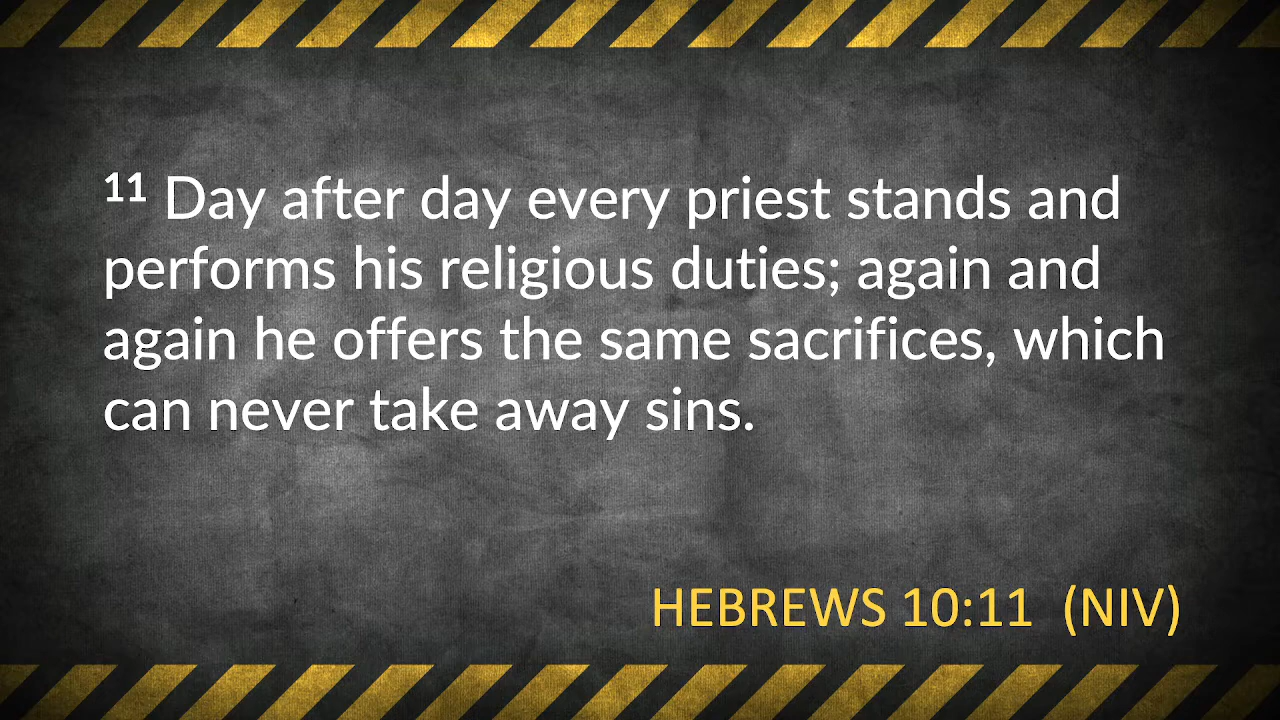 ¹¹ Day after day every priest stands and
performs his religious duties; again and
again he offers the same sacrifices, which
can never take away sins.
HEBREWS 10:11 (NIV)